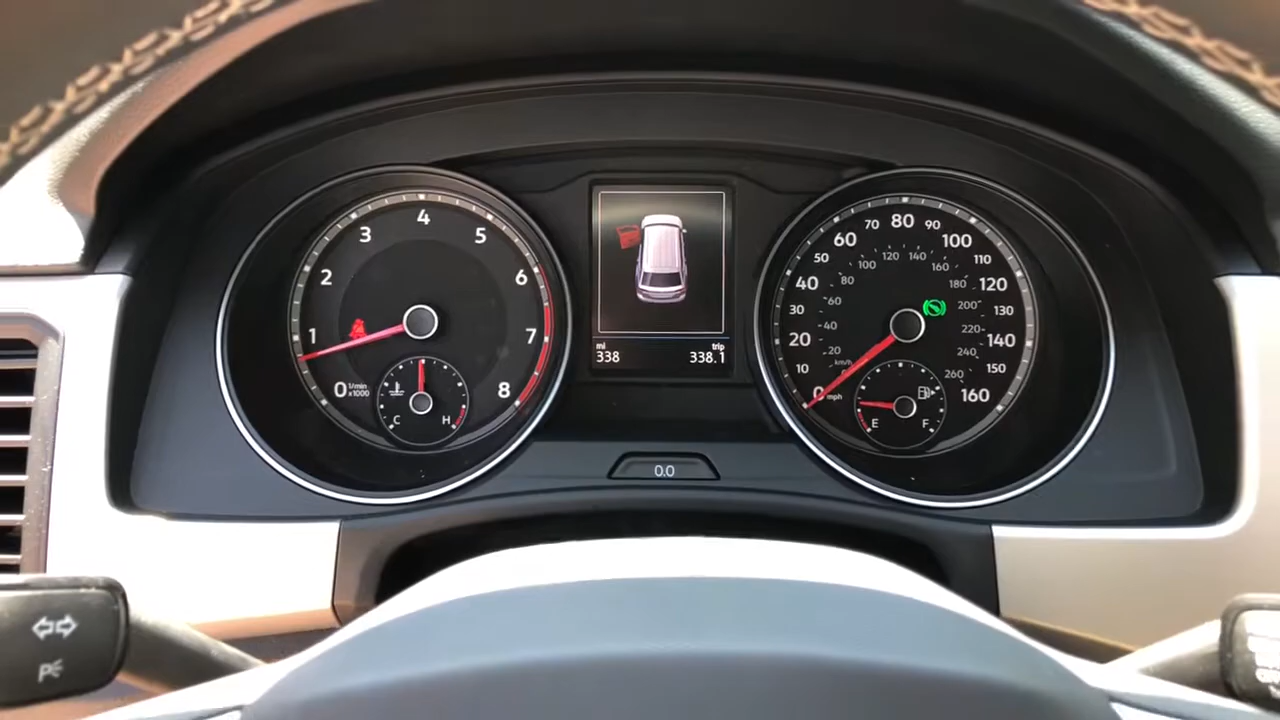 0 1 2 3 4 5 6 7 8
1/min
x1000
C H
mi trip
338 338.1
0 10 20 30 40 50 60 70 80 90 100 110 120 130 140 150 160
mph
km/h
0 20 40 60 80 100 120 140 160 180 200 220 240 260
E F
0.0
P